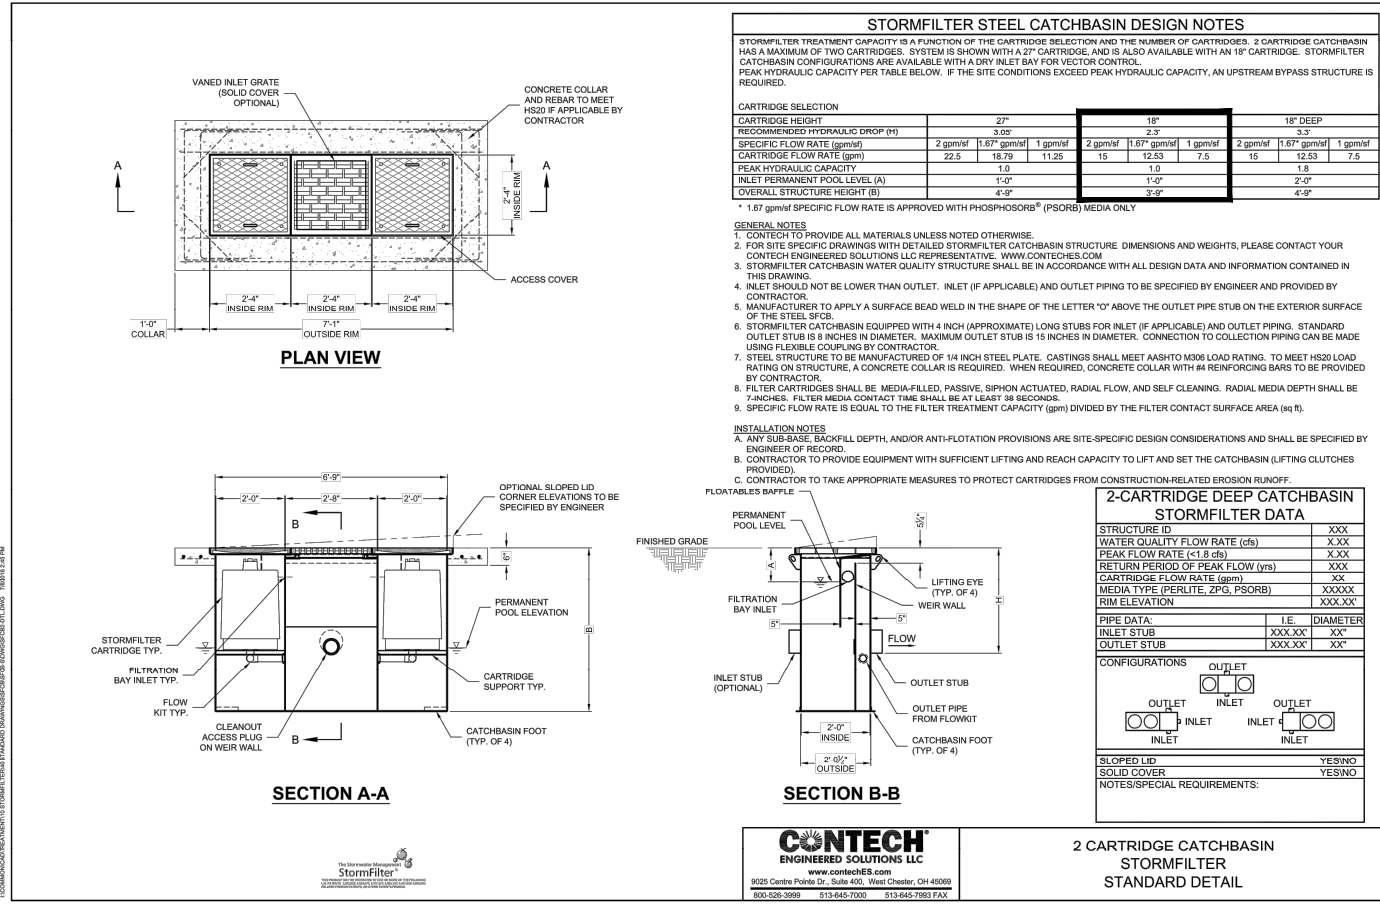 STORMFILTER STEEL CATCHBASIN DESIGN NOTES
STORMFILTER TREATMENT CAPACITY IS A FUNCTION OF THE CARTRIDGE SELECTION AND THE NUMBER OF CARTRIDGES. 2 CARTRIDGE CATCHBASIN
HAS A MAXIMUM OF TWO CARTRIDGES. SYSTEM IS SHOWN WITH A 27" CARTRIDGE, AND IS ALSO AVAILABLE WITH AN 18" CARTRIDGE. STORMFILTER
CATCHBASIN CONFIGURATIONS ARE AVAILABLE WITH A DRY INLET BAY FOR VECTOR CONTROL.
PEAK HYDRAULIC CAPACITY PER TABLE BELOW. IF THE SITE CONDITIONS EXCEED PEAK HYDRAULIC CAPACITY, AN UPSTREAM BYPASS STRUCTURE IS
REQUIRED.
CARTRIDGE SELECTION
CARTRIDGE HEIGHT 27" 18" 18" DEEP
RECOMMENDED HYDRAULIC DROP (H) 3.05' 2.3' 3.3'
SPECIFIC FLOW RATE (gpm/sf) 2 gpm/sf 1.67* gpm/sf 1 gpm/sf 2 gpm/sf 1.67* gpm/sf 1 gpm/sf 2 gpm/sf 1.67* gpm/sf 1 gpm/sf
CARTRIDGE FLOW RATE (gpm) 22.5 18.79 11.25 15 12.53 7.5 15 12.53 7.5
PEAK HYDRAULIC CAPACITY 1.0 1.0 1.8
INLET PERMANENT POOL LEVEL (A) 1'-0" 1'-0" 2'-0"
OVERALL STRUCTURE HEIGHT (B) 4'-9" 3'-9" 4'-9"
* 1.67 gpm/sf SPECIFIC FLOW RATE IS APPROVED WITH PHOSPHOSORB® (PSORB) MEDIA ONLY
GENERAL NOTES
1. CONTECH TO PROVIDE ALL MATERIALS UNLESS NOTED OTHERWISE.
2. FOR SITE SPECIFIC DRAWINGS WITH DETAILED STORMFILTER CATCHBASIN STRUCTURE DIMENSIONS AND WEIGHTS, PLEASE CONTACT YOUR
CONTECH ENGINEERED SOLUTIONS LLC REPRESENTATIVE. WWW.CONTECHES.COM
3. STORMFILTER CATCHBASIN WATER QUALITY STRUCTURE SHALL BE IN ACCORDANCE WITH ALL DESIGN DATA AND INFORMATION CONTAINED IN
THIS DRAWING.
4. INLET SHOULD NOT BE LOWER THAN OUTLET. INLET (IF APPLICABLE) AND OUTLET PIPING TO BE SPECIFIED BY ENGINEER AND PROVIDED BY
CONTRACTOR.
5. MANUFACTURER TO APPLY A SURFACE BEAD WELD IN THE SHAPE OF THE LETTER "O" ABOVE THE OUTLET PIPE STUB ON THE EXTERIOR SURFACE
OF THE STEEL SFCB.
6. STORMFILTER CATCHBASIN EQUIPPED WITH 4 INCH (APPROXIMATE) LONG STUBS FOR INLET (IF APPLICABLE) AND OUTLET PIPING. STANDARD
OUTLET STUB IS 8 INCHES IN DIAMETER. MAXIMUM OUTLET STUB IS 15 INCHES IN DIAMETER. CONNECTION TO COLLECTION PIPING CAN BE MADE
USING FLEXIBLE COUPLING BY CONTRACTOR.
7. STEEL STRUCTURE TO BE MANUFACTURED OF 1/4 INCH STEEL PLATE. CASTINGS SHALL MEET AASHTO M306 LOAD RATING. TO MEET HS20 LOAD
RATING ON STRUCTURE, A CONCRETE COLLAR IS REQUIRED. WHEN REQUIRED, CONCRETE COLLAR WITH #4 REINFORCING BARS TO BE PROVIDED
BY CONTRACTOR.
8. FILTER CARTRIDGES SHALL BE MEDIA-FILLED, PASSIVE, SIPHON ACTUATED, RADIAL FLOW, AND SELF CLEANING. RADIAL MEDIA DEPTH SHALL BE
7-INCHES. FILTER MEDIA CONTACT TIME SHALL BE AT LEAST 38 SECONDS.
9. SPECIFIC FLOW RATE IS EQUAL TO THE FILTER TREATMENT CAPACITY (gpm) DIVIDED BY THE FILTER CONTACT SURFACE AREA (sq ft).
INSTALLATION NOTES
A. ANY SUB-BASE, BACKFILL DEPTH, AND/OR ANTI-FLOTATION PROVISIONS ARE SITE-SPECIFIC DESIGN CONSIDERATIONS AND SHALL BE SPECIFIED BY
ENGINEER OF RECORD.
B. CONTRACTOR TO PROVIDE EQUIPMENT WITH SUFFICIENT LIFTING AND REACH CAPACITY TO LIFT AND SET THE CATCHBASIN (LIFTING CLUTCHES
PROVIDED).
C. CONTRACTOR TO TAKE APPROPRIATE MEASURES TO PROTECT CARTRIDGES FROM CONSTRUCTION-RELATED EROSION RUNOFF.
VANED INLET GRATE
(SOLID COVER
OPTIONAL)
CONCRETE COLLAR
AND REBAR TO MEET
HS20 IF APPLICABLE BY
CONTRACTOR
A
A
2'-4"
INSIDE RIM
ACCESS COVER
2'-4"
INSIDE RIM
2'-4"
INSIDE RIM
2'-4"
INSIDE RIM
1'-0"
COLLAR
7'-1"
OUTSIDE RIM
PLAN VIEW
6'-9"
2'-0"
2'-8"
2'-0"
B
OPTIONAL SLOPED LID
CORNER ELEVATIONS TO BE
SPECIFIED BY ENGINEER
6"
B
PERMANENT
POOL ELEVATION
STORMFILTER
CARTRIDGE TYP.
FILTRATION
BAY INLET TYP.
FLOW
KIT TYP.
CLEANOUT
ACCESS PLUG
ON WEIR WALL
B
CARTRIDGE
SUPPORT TYP.
CATCHBASIN FOOT
(TYP. OF 4)
SECTION A-A
FLOATABLES BAFFLE
PERMANENT
POOL LEVEL
FINISHED GRADE
5¼"
A
H
LIFTING EYE
(TYP. OF 4)
FILTRATION
BAY INLET
WEIR WALL
5"
5"
FLOW
INLET STUB
(OPTIONAL)
OUTLET STUB
OUTLET PIPE
FROM FLOWKIT
CATCHBASIN FOOT
(TYP. OF 4)
2'-0"
INSIDE
2'-0½"
OUTSIDE
SECTION B-B
2-CARTRIDGE DEEP CATCHBASIN
STORMFILTER DATA
STRUCTURE ID XXX
WATER QUALITY FLOW RATE (cfs) X.XX
PEAK FLOW RATE (<1.8 cfs) X.XX
RETURN PERIOD OF PEAK FLOW (yrs) XXX
CARTRIDGE FLOW RATE (gpm) XX
MEDIA TYPE (PERLITE, ZPG, PSORB) XXXXX
RIM ELEVATION XXX.XX'
PIPE DATA: I.E. DIAMETER
INLET STUB XXX.XX' XX"
OUTLET STUB XXX.XX' XX"
CONFIGURATIONS
OUTLET
INLET
OUTLET
INLET
INLET
OUTLET
INLET
INLET
SLOPED LID YES\NO
SOLID COVER YES\NO
NOTES/SPECIAL REQUIREMENTS:
The Stormwater Management
StormFilter®
CONTECH®
ENGINEERED SOLUTIONS LLC
www.contechES.com
9025 Centre Pointe Dr., Suite 400, West Chester, OH 45069
800-526-3999 513-645-7000 513-645-7993 FAX
2 CARTRIDGE CATCHBASIN
STORMFILTER
STANDARD DETAIL